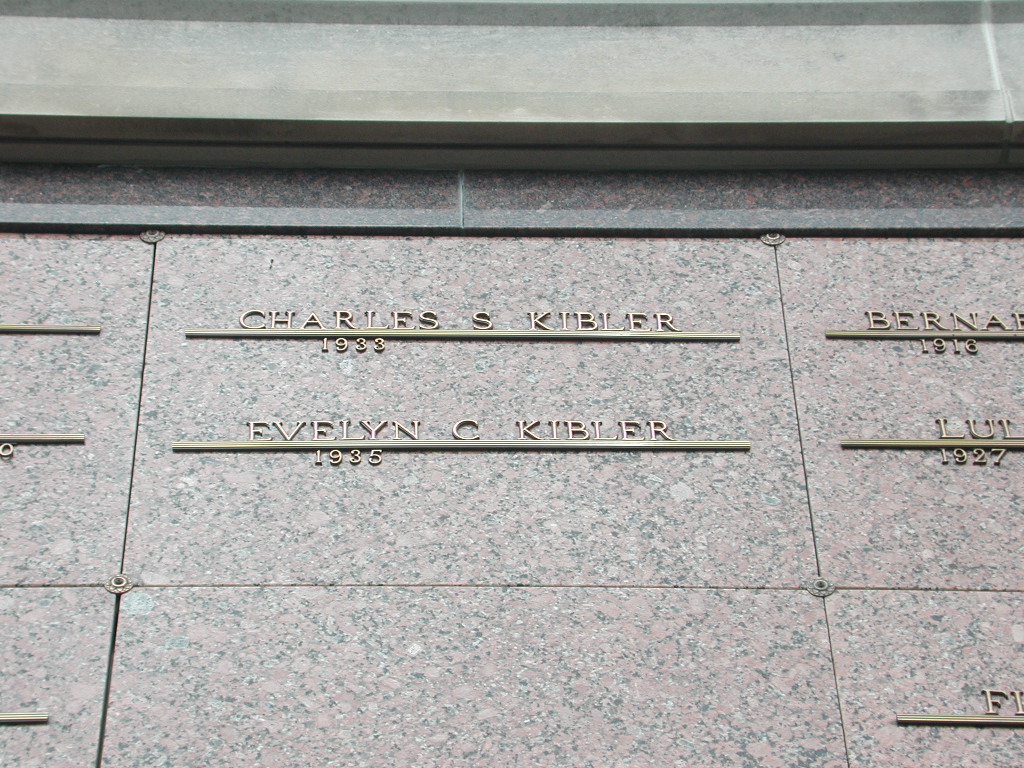 CHARLES S KIBLER
1933
EVELYN C KIBLER
1935
1916
1927